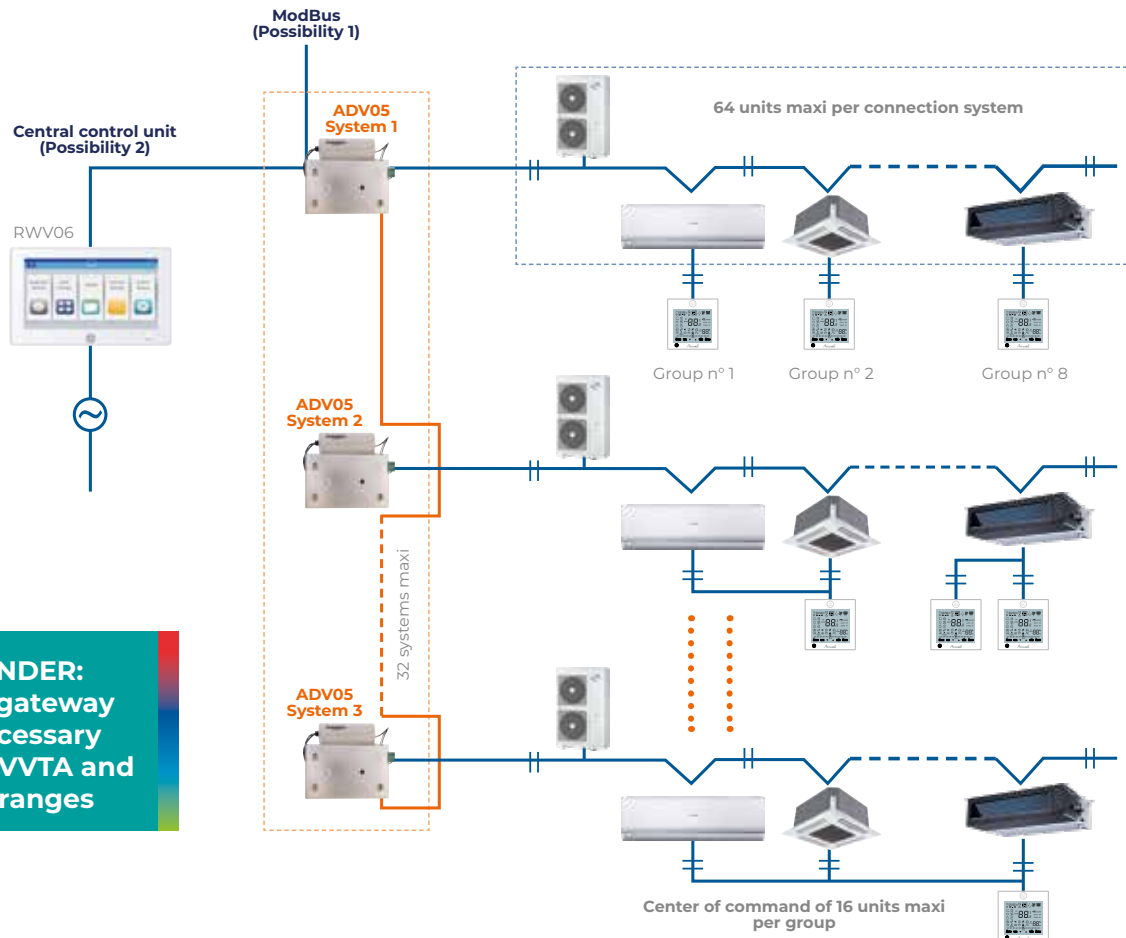 ModBus
(Possibility 1)
64 units maxi per connection system
ADV05
System 1
Central control unit
(Possibility 2)
RWV06
Group n° 1
Group n° 2
Group n° 8
ADV05
System 2
32 systems maxi
NDER:
gateway
cessary
VVTA and
ranges
ADV05
System 3
Center of command of 16 units maxi
per group